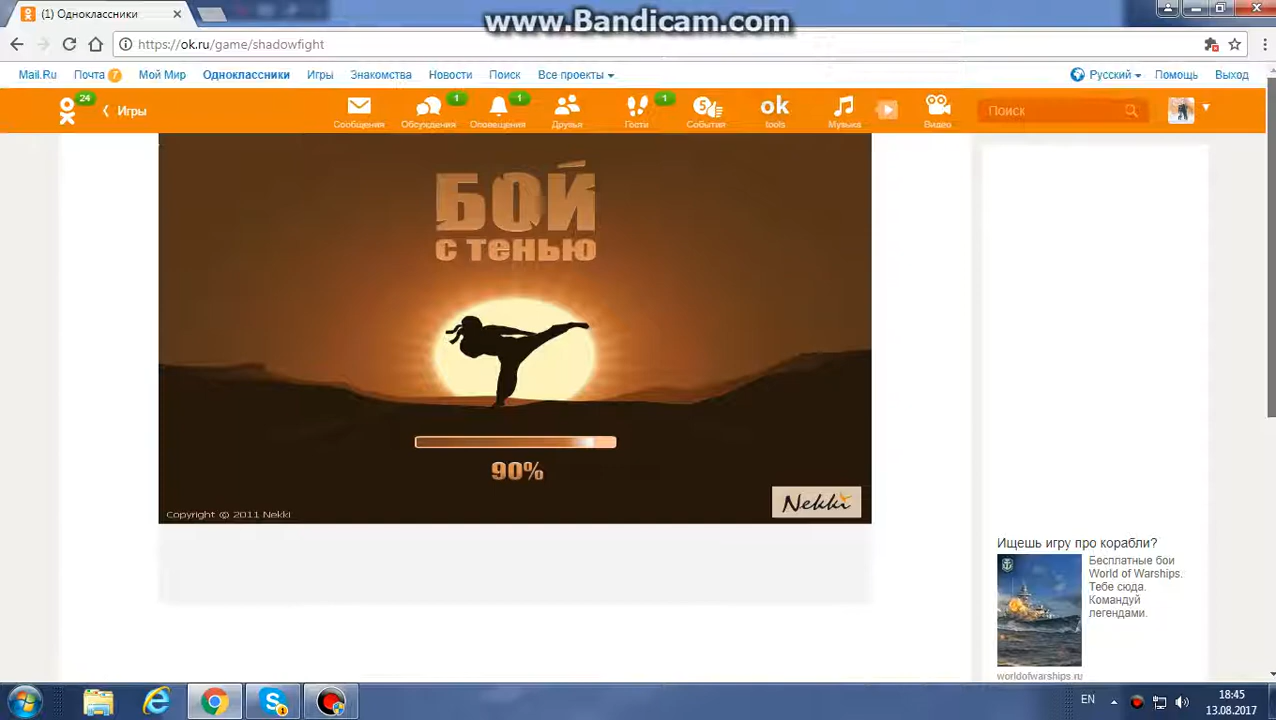 (1) Одноклассники
www.Bandicam.com
https://ok.ru/game/shadowfight
Mail.Ru Почта 7 Мой Мир Одноклассники Игры Знакомства Новости Поиск Все проекты Русский Помощь Выход
24 Игры
Сообщения
1 Обсуждения
1 Оповещения
Друзья
1 Гости
5 События
ok tools
Музыка
Видео
Поиск
БОЙ
С ТЕНЬЮ
90%
Copyright © 2011 Nekki
Nekki
Ищешь игру про корабли?
Бесплатные бои
World of Warships.
Тебе сюда.
Командуй
легендами.
worldofwarships.ru
EN
18:45
13.08.2017